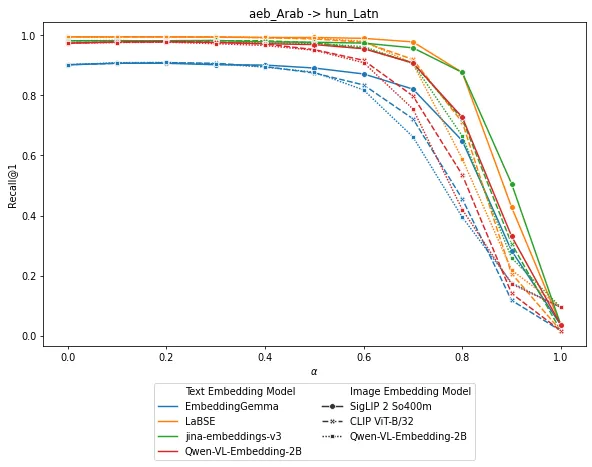 aeb_Arab -> hun_Latn
Recall@1
1.0
0.8
0.6
0.4
0.2
0.0
0.0 0.2 0.4 0.6 0.8 1.0
α
Text Embedding Model
EmbeddingGemma
LaBSE
jina-embeddings-v3
Qwen-VL-Embedding-2B
Image Embedding Model
SigLIP 2 So400m
CLIP ViT-B/32
Qwen-VL-Embedding-2B